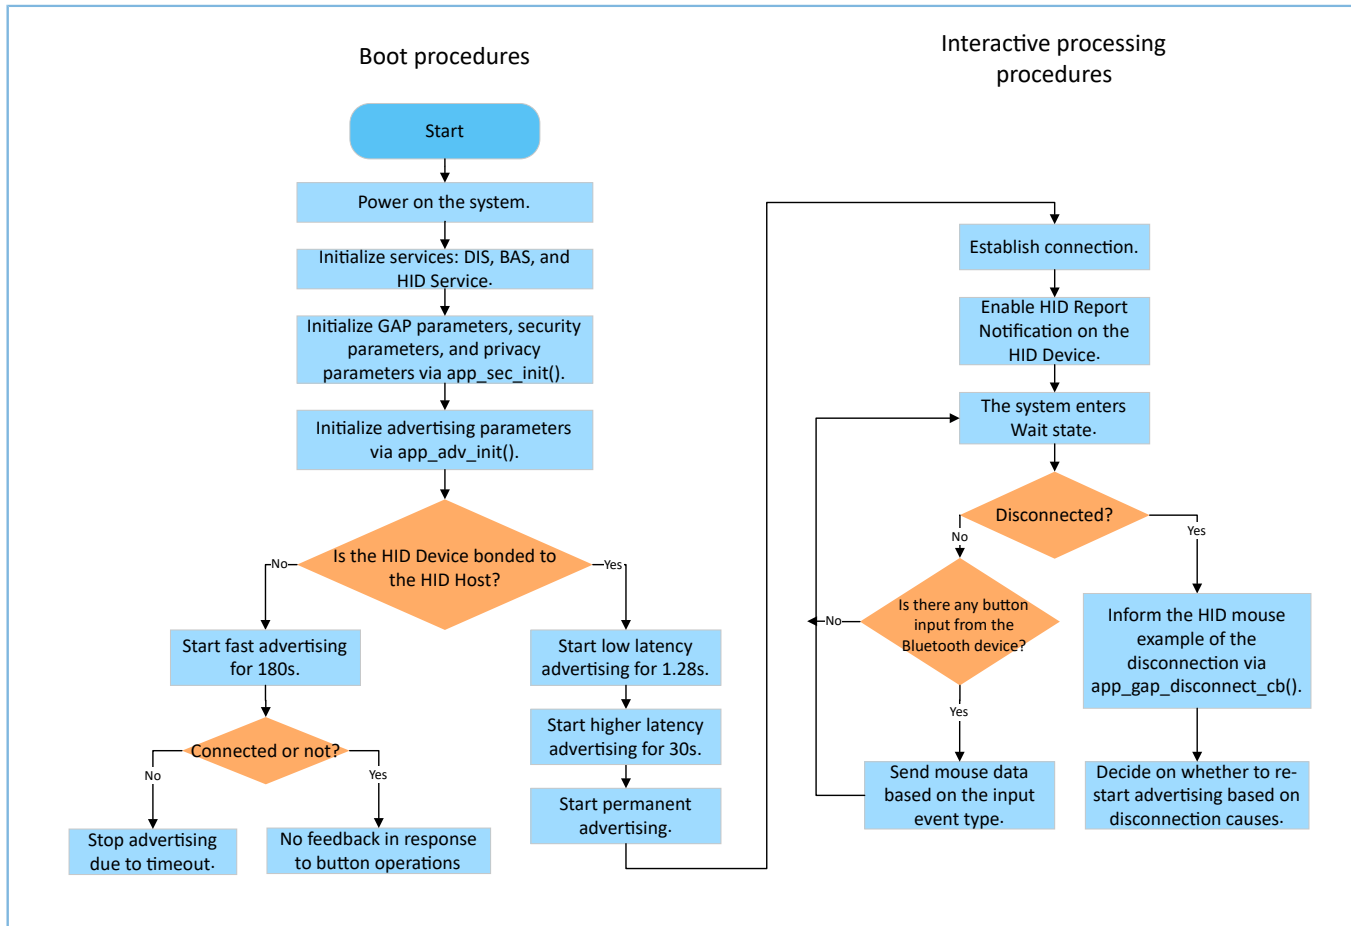 Boot procedures
Start
Power on the system.
Initialize services: DIS, BAS, and
HID Service.
Initialize GAP parameters, security
parameters, and privacy
parameters via app_sec_init().
Initialize advertising parameters
via app_adv_init().
Is the HID Device bonded to
the HID Host?
No
Yes
Start fast advertising
for 180s.
Connected or not?
No
Yes
Stop advertising
due to timeout.
No feedback in response
to button operations
Start low latency
advertising for 1.28s.
Start higher latency
advertising for 30s.
Start permanent
advertising.
Interactive processing
procedures
Establish connection.
Enable HID Report
Notification on the
HID Device.
The system enters
Wait state.
Disconnected?
No
Yes
Is there any button
input from the
Bluetooth device?
No
Yes
Send mouse data
based on the input
event type.
Inform the HID mouse
example of the
disconnection via
app_gap_disconnect_cb().
Decide on whether to re-
start advertising based on
disconnection causes.